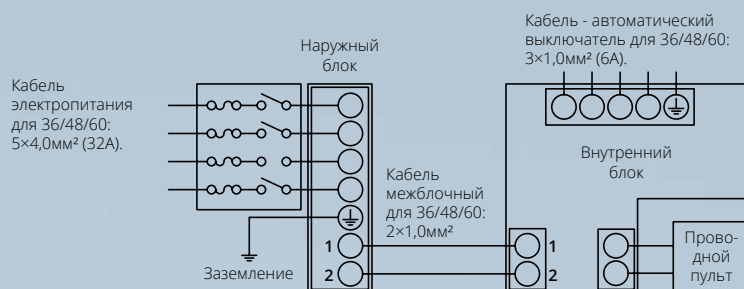 Кабель - автоматический
выключатель для 36/48/60:
3×1,0мм² (6А).
Наружный
блок
Кабель
электропитания
для 36/48/60:
5×4,0мм² (32А).
Внутренний
блок
Кабель
межблочный
для 36/48/60:
2×1,0мм²
1
1
2
2
Заземление
Прово-
дной
пульт